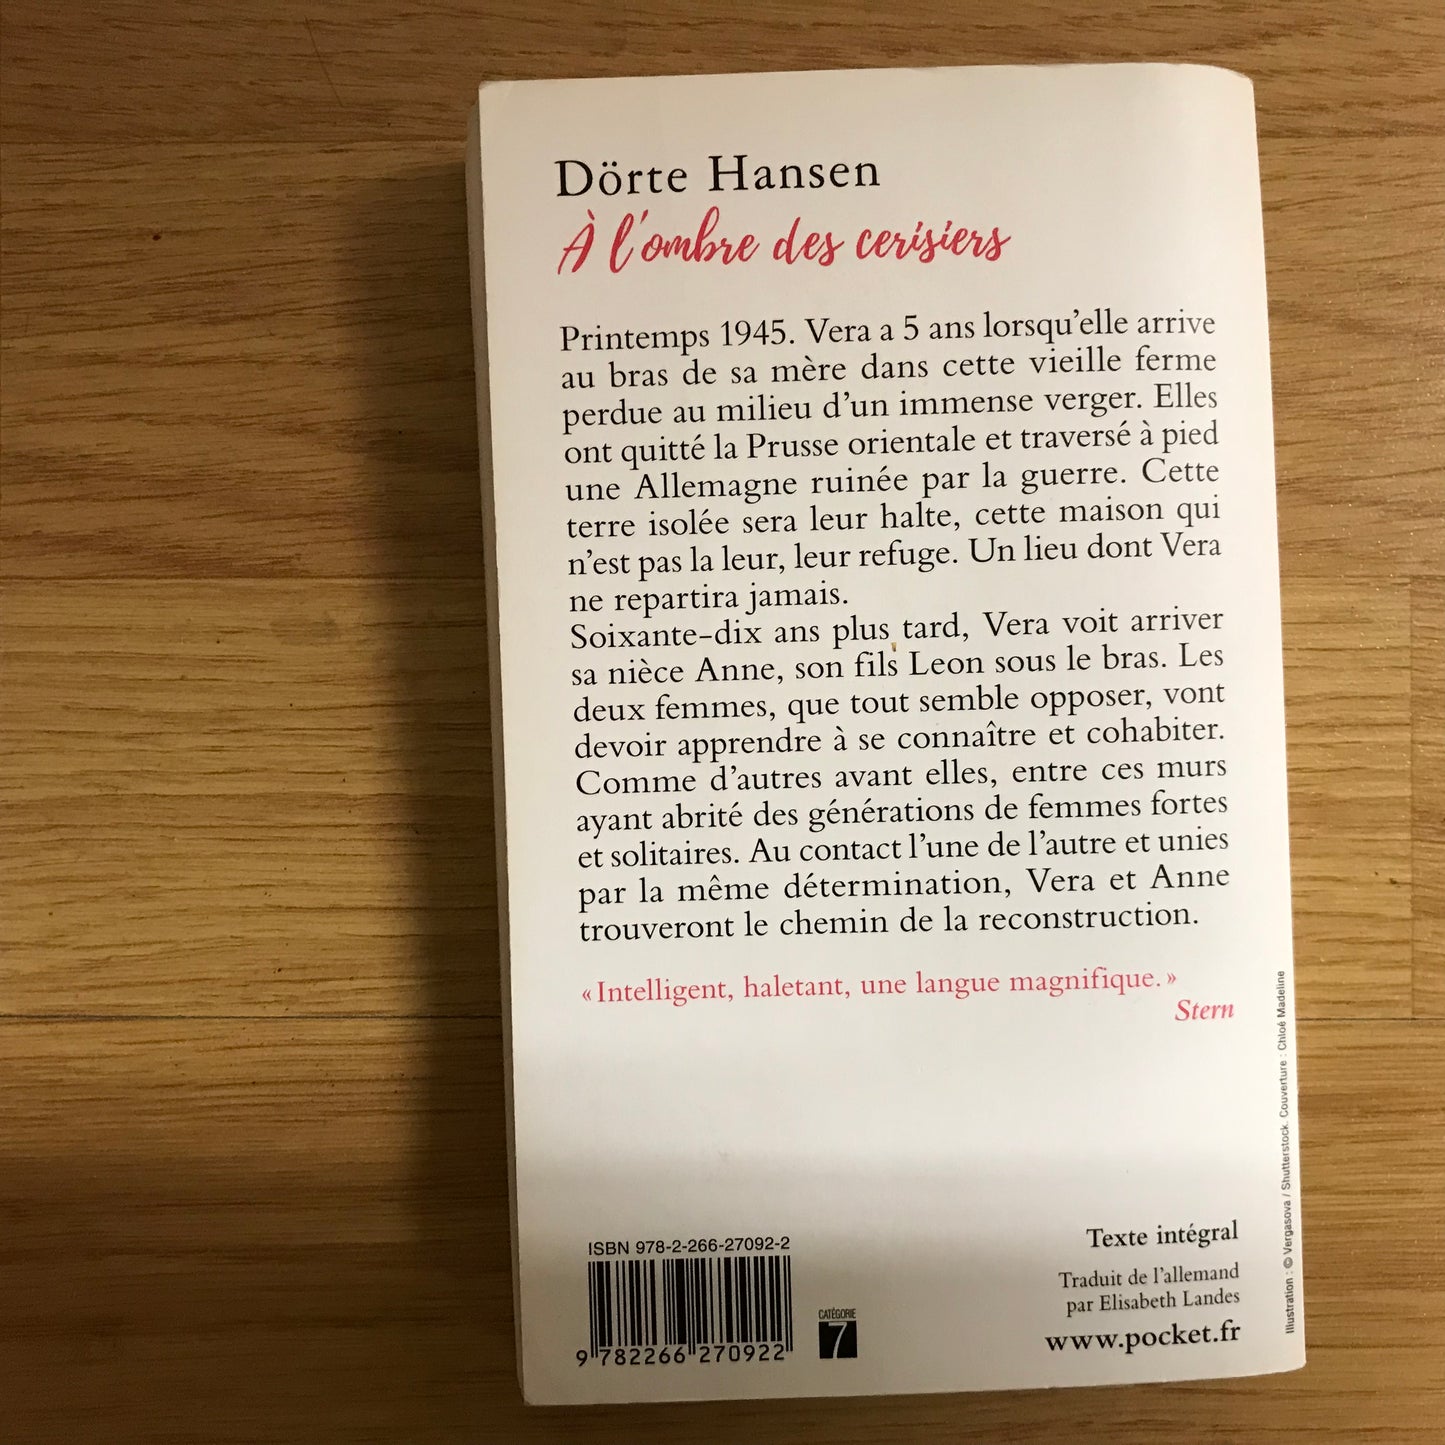 Dörte Hansen
À l'ombre des cerisiers
Printemps 1945. Vera a 5 ans lorsqu'elle arrive
au bras de sa mère dans cette vieille ferme
perdue au milieu d'un immense verger. Elles
ont quitté la Prusse orientale et traversé à pied
une Allemagne ruinée par la guerre. Cette
terre isolée sera leur halte, cette maison qui
n'est pas la leur, leur refuge. Un lieu dont Vera
ne repartira jamais.
Soixante-dix ans plus tard, Vera voit arriver
sa nièce Anne, son fils Leon sous le bras. Les
deux femmes, que tout semble opposer, vont
devoir apprendre à se connaître et cohabiter.
Comme d'autres avant elles, entre ces murs
ayant abrité des générations de femmes fortes
et solitaires. Au contact l'une de l'autre et unies
par la même détermination, Vera et Anne
trouveront le chemin de la reconstruction.
« Intelligent, haletant, une langue magnifique. »
Stern
Illustration : © Vergasova / Shutterstock. Couverture : Chloé Madeline
ISBN 978-2-266-27092-2
9 782266 270922
CATÉGORIE
7
Texte intégral
Traduit de l'allemand
par Elisabeth Landes
www.pocket.fr